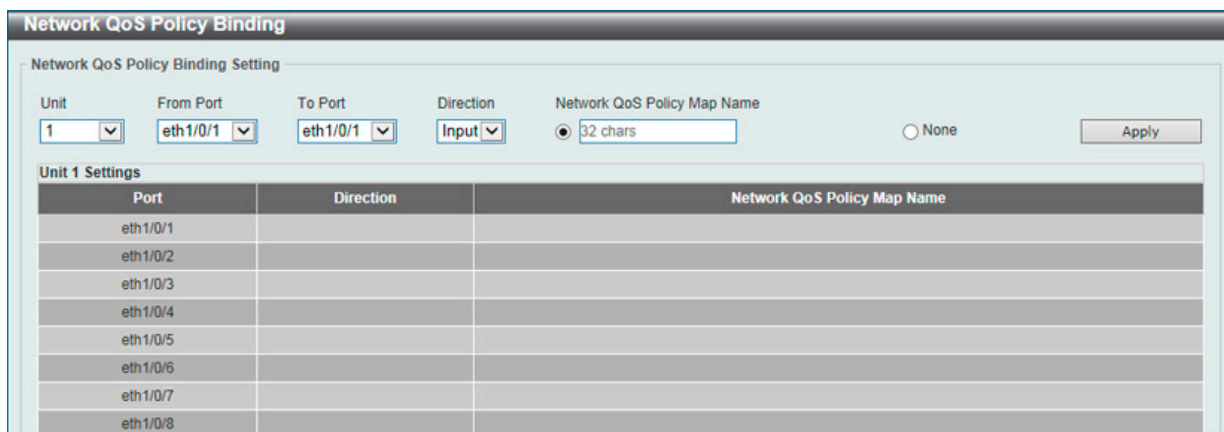 Network QoS Policy Binding
Network QoS Policy Binding Setting
Unit From Port To Port Direction Network QoS Policy Map Name
1 eth1/0/1 eth1/0/1 Input 32 chars None Apply
Unit 1 Settings
Port Direction Network QoS Policy Map Name
eth1/0/1
eth1/0/2
eth1/0/3
eth1/0/4
eth1/0/5
eth1/0/6
eth1/0/7
eth1/0/8